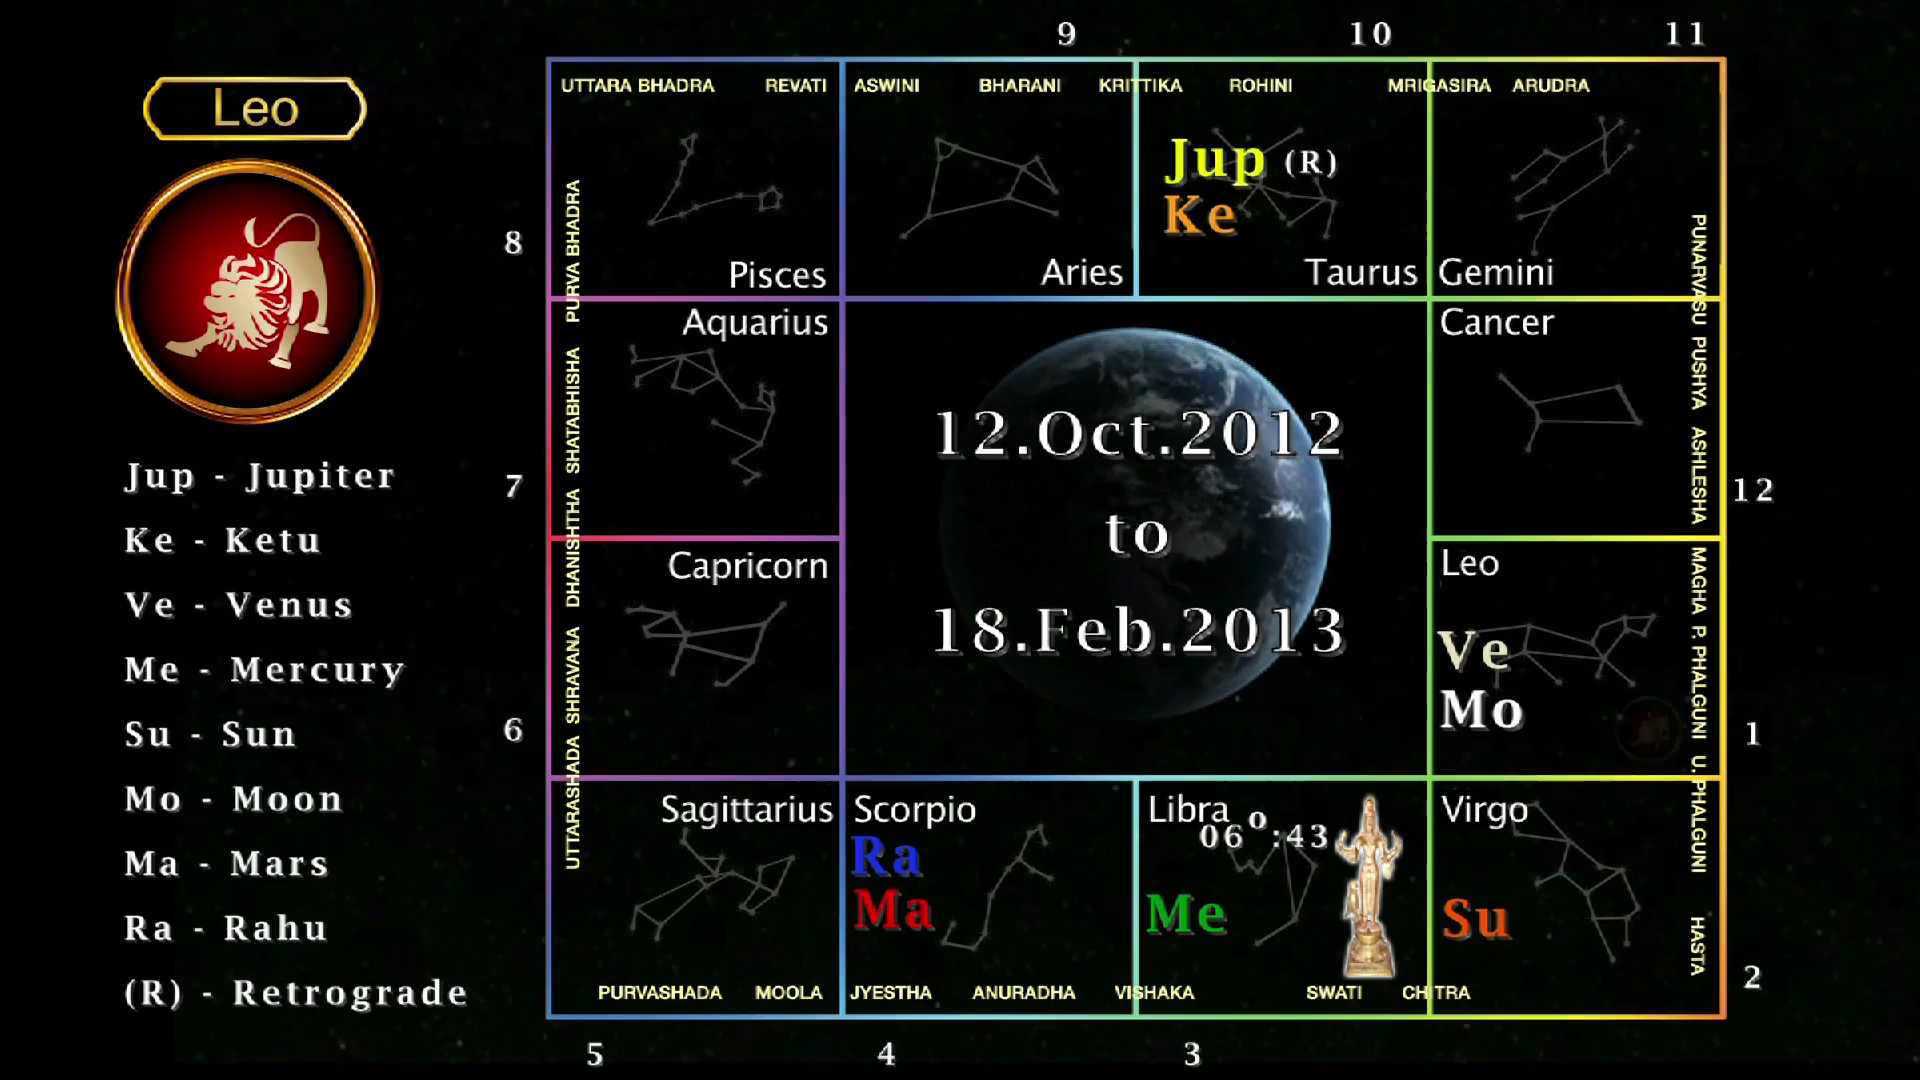 9 10 11
UTTARA BHADRA REVATI ASWINI BHARANI KRITTIKA ROHINI MRIGASIRA ARUDRA
Leo
Jup (R)
Ke
Pisces Aries Taurus Gemini
8
PURVA BHADRA
PUNARVASU
Aquarius Cancer
12.Oct.2012
to
18.Feb.2013
7
SHATABHISHA
DHANISHTHA
PUSHYA
ASHLESHA
12
Capricorn Leo
Ve
Mo
6
SHRAVANA
UTTARASHADA
MAGHA
P. PHALGUNI
U. PHALGUNI
1
Sagittarius Scorpio Libra Virgo
06º:43
Ra
Ma Me Su
HASTA
2
PURVASHADA MOOLA JYESTHA ANURADHA VISHAKA SWATI CHITRA
5 4 3
Jup - Jupiter
Ke - Ketu
Ve - Venus
Me - Mercury
Su - Sun
Mo - Moon
Ma - Mars
Ra - Rahu
(R) - Retrograde